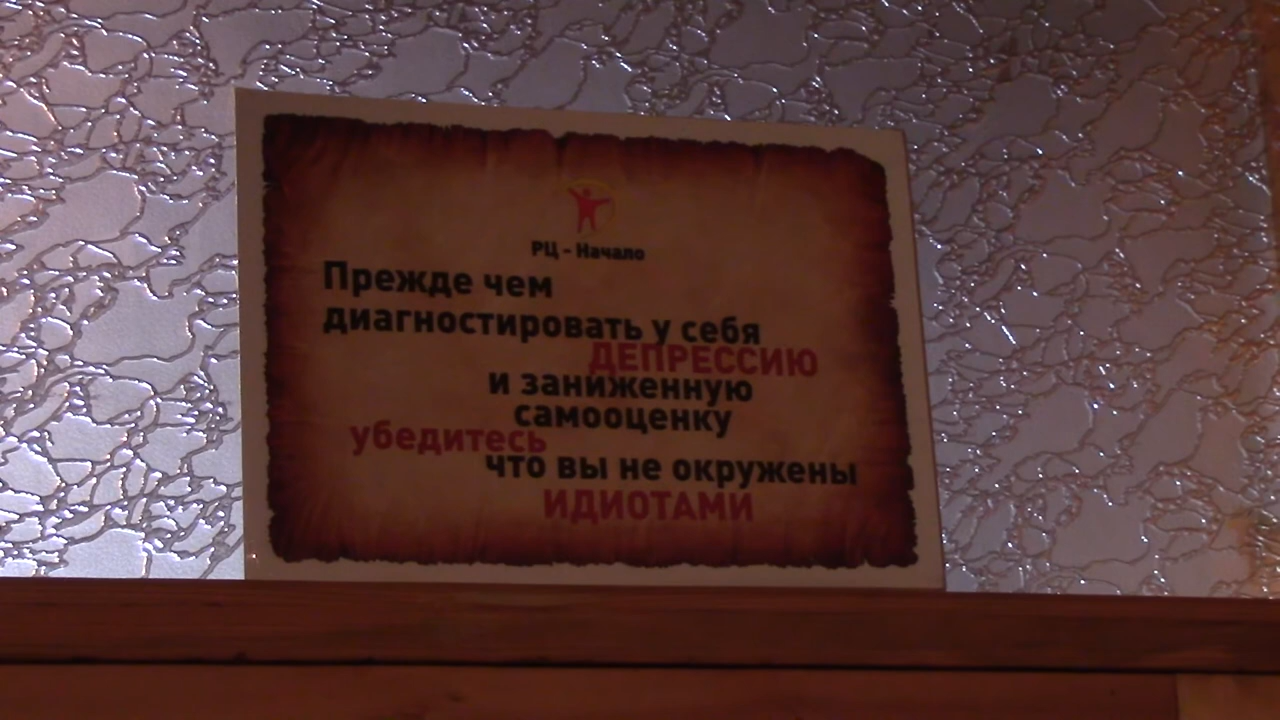 РЦ - Начало
Прежде чем
диагностировать у себя
ДЕПРЕССИЮ
и заниженную
самооценку
убедитесь
что вы не окружены
ИДИОТАМИ